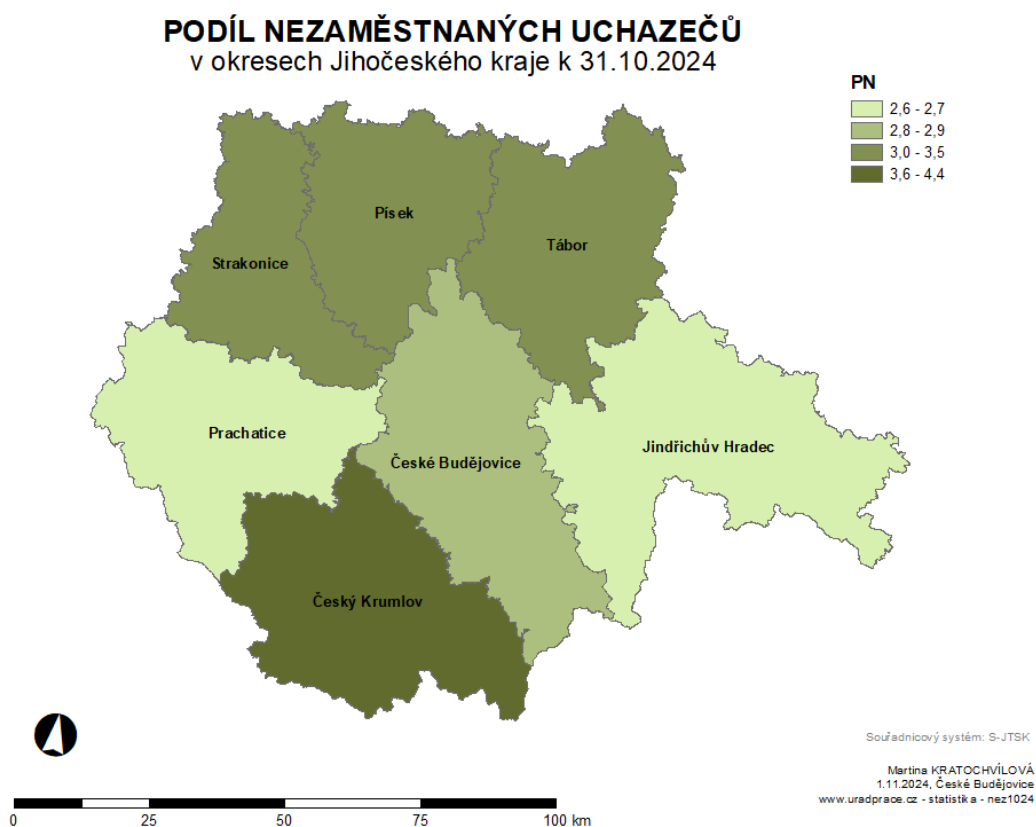 PODÍL NEZAMĚSTNANÝCH UCHAZEČŮ
v okresech Jihočeského kraje k 31.10.2024
PN
2,6 - 2,7
2,8 - 2,9
3,0 - 3,5
3,6 - 4,4
Písek
Tábor
Strakonice
Prachatice
Jindřichův Hradec
České Budějovice
Český Krumlov
Souřadnicový systém: S-JTSK
Martina KRATOCHVÍLOVÁ
1.11.2024, České Budějovice
www.uradprace.cz - statistika - nez1024
0 25 50 75 100 km